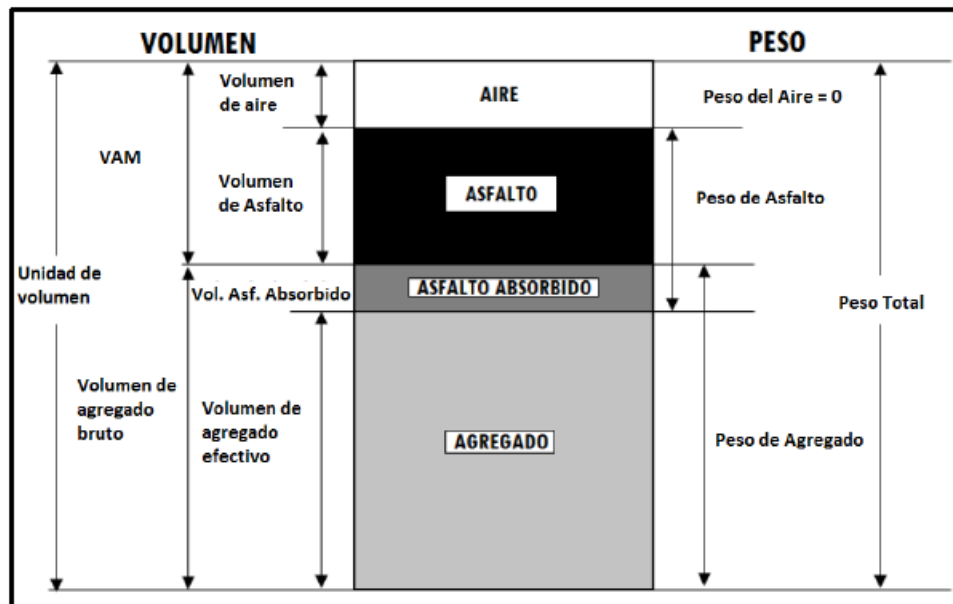 VOLUMEN
PESO
Volumen
de aire
AIRE
Peso del Aire = 0
VAM
Volumen
de Asfalto
ASFALTO
Peso de Asfalto
Unidad de
volumen
Vol. Asf. Absorbido
ASFALTO ABSORBIDO
Peso Total
Volumen de
agregado
bruto
Volumen de
agregado
efectivo
AGREGADO
Peso de Agregado